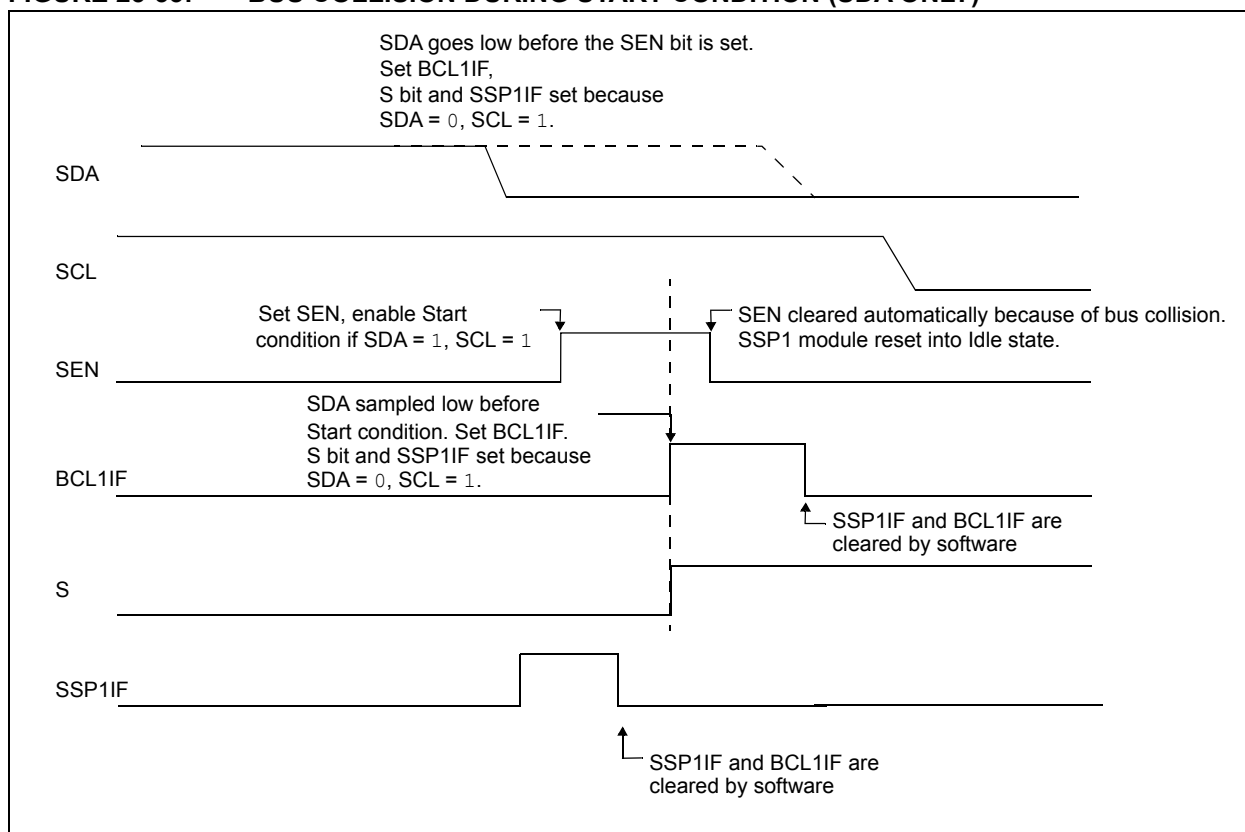 SDA goes low before the SEN bit is set.
Set BCL1IF,
S bit and SSP1IF set because
SDA = 0, SCL = 1.
SDA
SCL
Set SEN, enable Start
condition if SDA = 1, SCL = 1
SEN cleared automatically because of bus collision.
SSP1 module reset into Idle state.
SEN
SDA sampled low before
Start condition. Set BCL1IF.
S bit and SSP1IF set because
SDA = 0, SCL = 1.
BCL1IF
SSP1IF and BCL1IF are
cleared by software
S
SSP1IF
SSP1IF and BCL1IF are
cleared by software